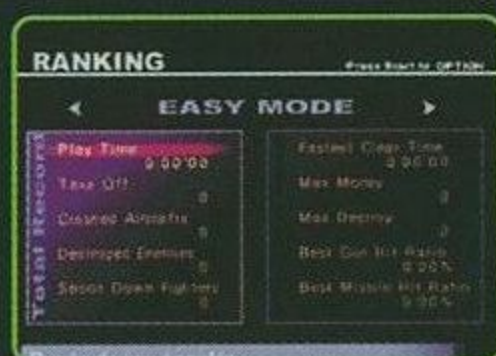 RANKING
Press Start to OPTION
EASY MODE
Total Record
Play Time
0:00'00
Take Off
0
Crashed Aircrafts
0
Destroyed Enemies
0
Shoot Down Fighters
0
Fastest Clear Time
0:00'00
Max Money
0
Max Destroy
0
Best Gun Hit Ratio
0.00%
Best Missile Hit Ratio
0.00%